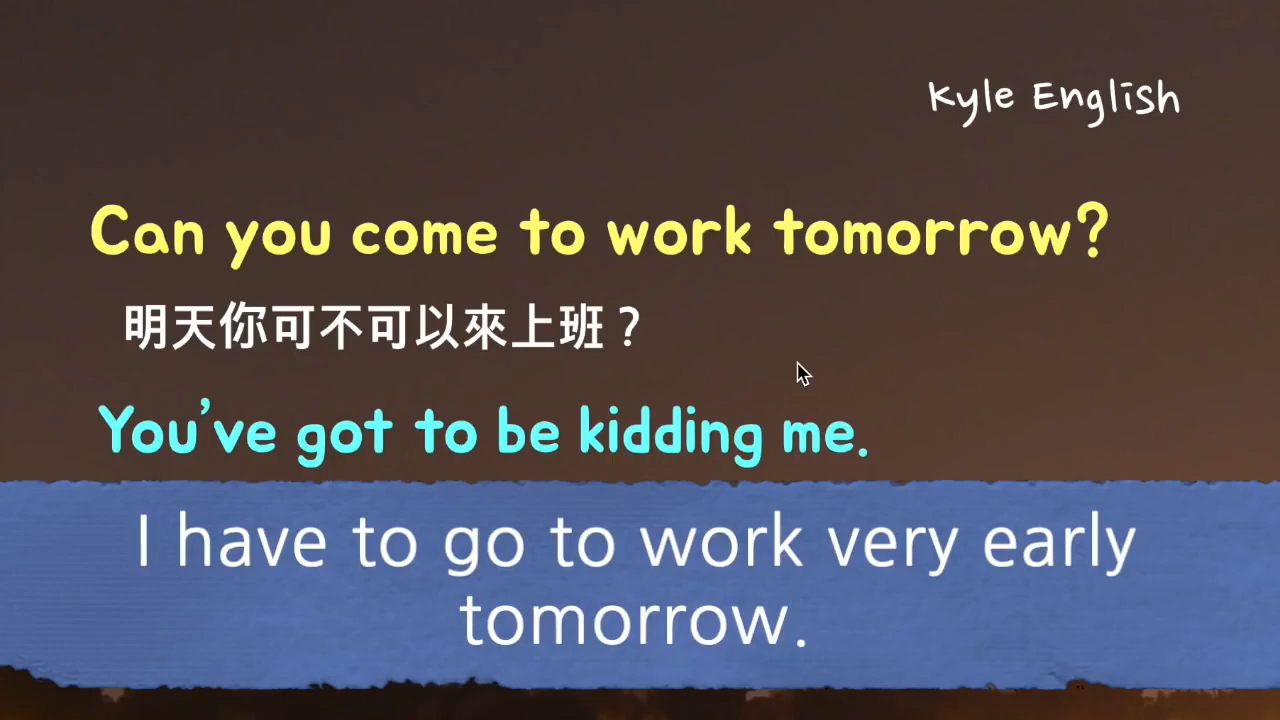 Kyle English
Can you come to work tomorrow?
明天你可不可以來上班？
You've got to be kidding me.
I have to go to work very early
tomorrow.